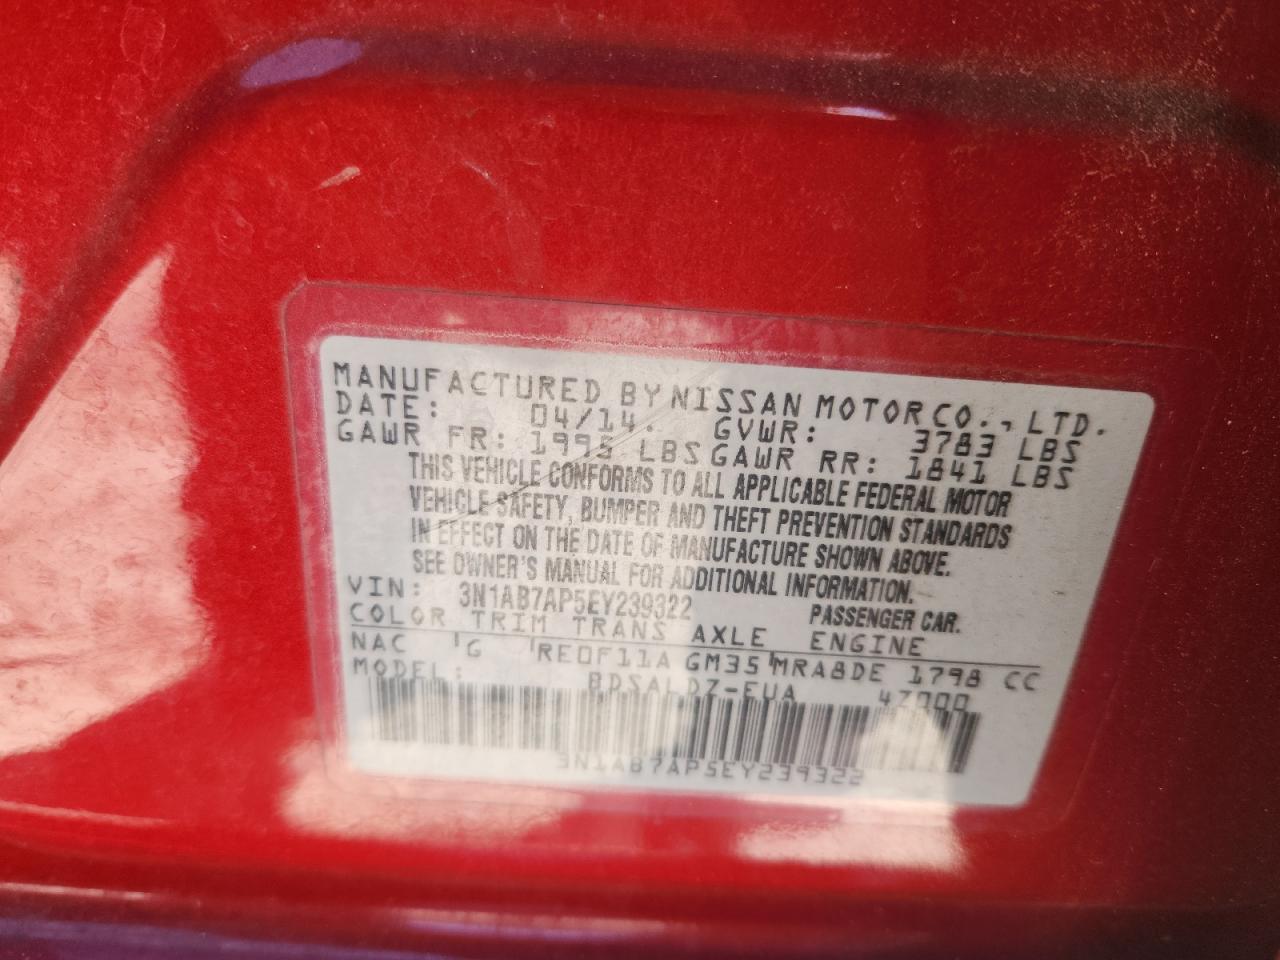 MANUFACTURED BY NISSAN MOTOR CO., LTD.
DATE: 04/14. GVWR: 3783 LBS
GAWR FR: 1995 LBS GAWR RR: 1841 LBS
THIS VEHICLE CONFORMS TO ALL APPLICABLE FEDERAL MOTOR
VEHICLE SAFETY, BUMPER AND THEFT PREVENTION STANDARDS
IN EFFECT ON THE DATE OF MANUFACTURE SHOWN ABOVE.
SEE OWNER'S MANUAL FOR ADDITIONAL INFORMATION.
VIN: 3N1AB7AP5EY239322 PASSENGER CAR.
COLOR TRIM TRANS AXLE ENGINE
NAC G RE0F11A GM35 MRA8DE 1798 CC
MODEL: BDSALDZ-EUA 4Z000
3N1AB7AP5EY239322